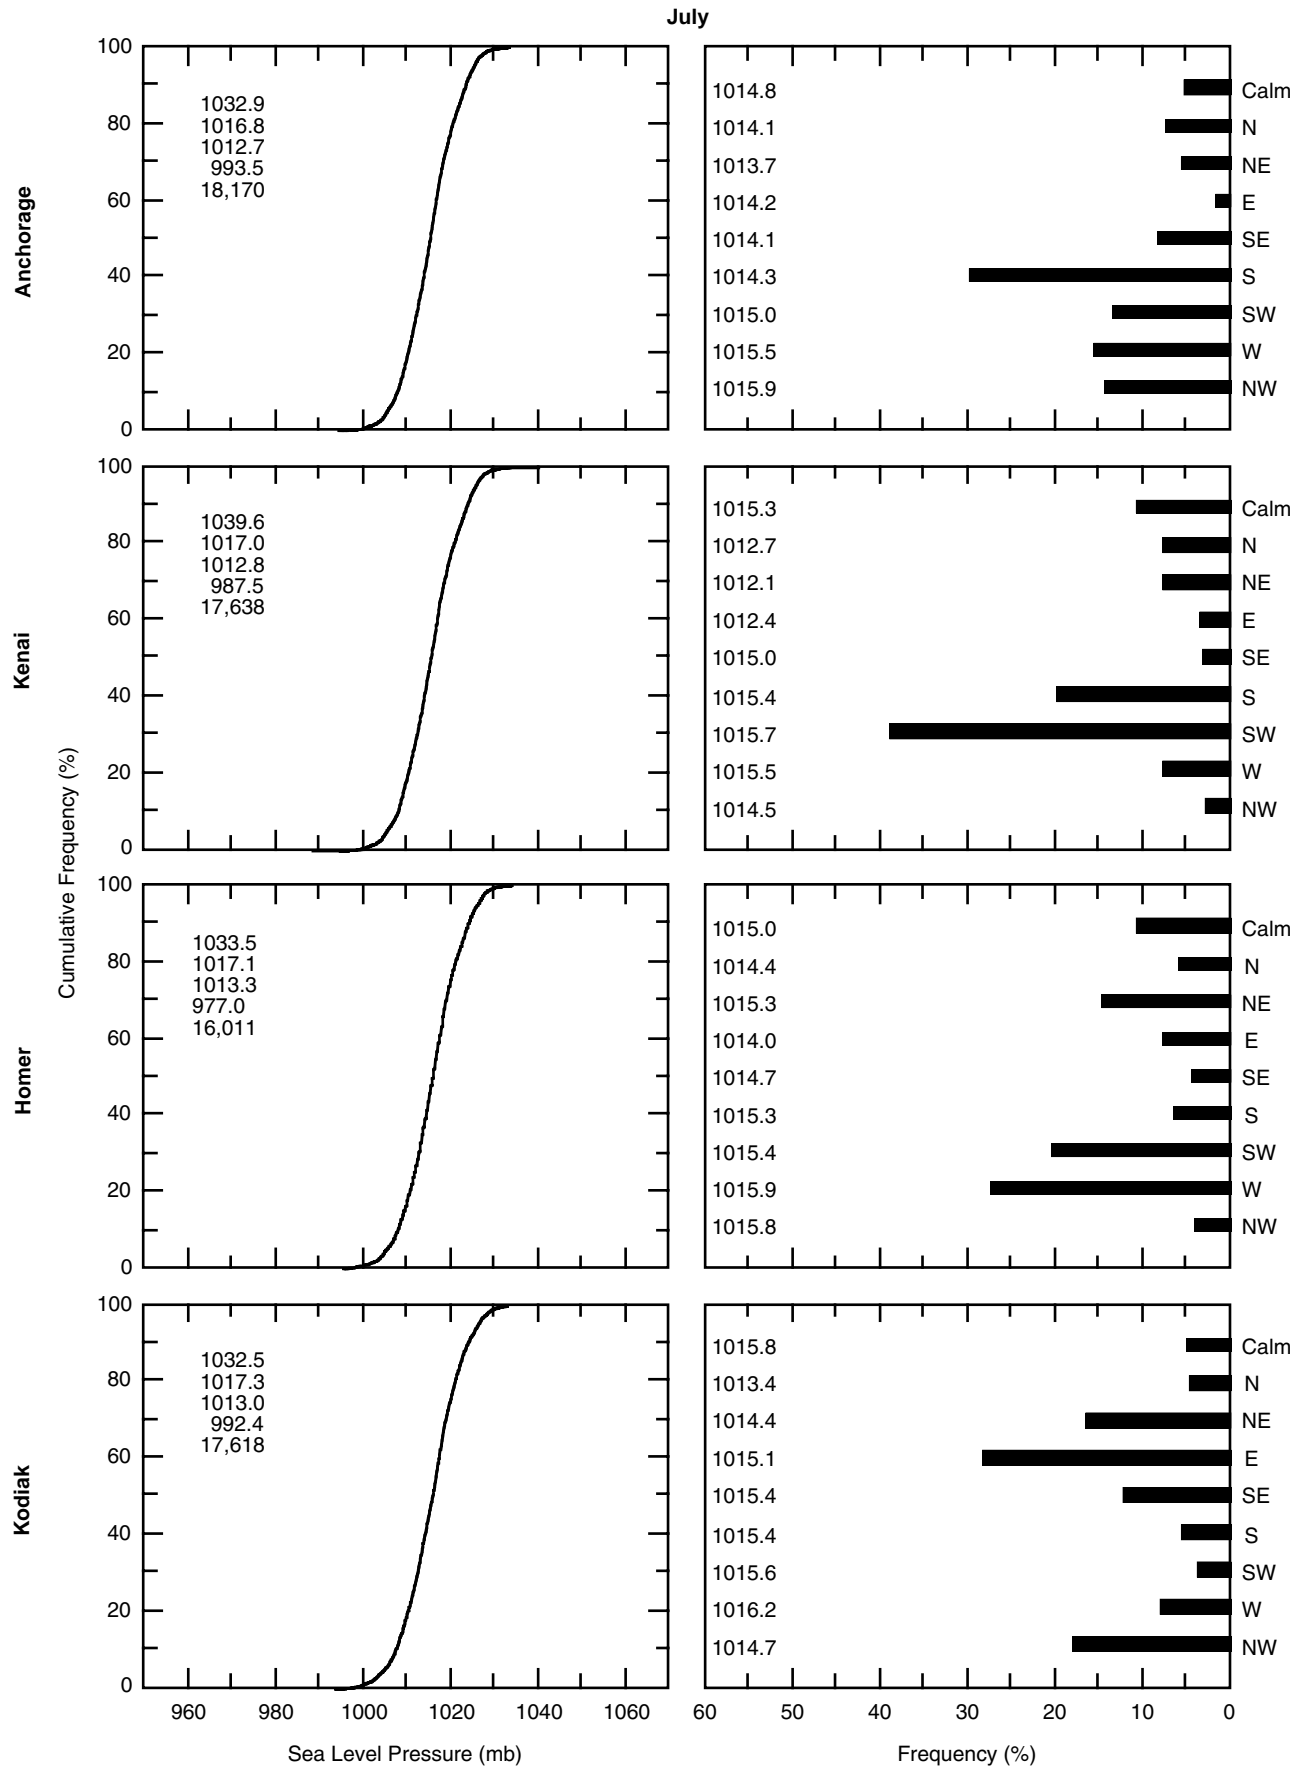 July
Anchorage
100
80
60
40
20
0
1032.9
1016.8
1012.7
993.5
18,170
1014.8 Calm
1014.1 N
1013.7 NE
1014.2 E
1014.1 SE
1014.3 S
1015.0 SW
1015.5 W
1015.9 NW
Kenai
100
80
60
40
20
0
1039.6
1017.0
1012.8
987.5
17,638
1015.3 Calm
1012.7 N
1012.1 NE
1012.4 E
1015.0 SE
1015.4 S
1015.7 SW
1015.5 W
1014.5 NW
Cumulative Frequency (%)
Homer
100
80
60
40
20
0
1033.5
1017.1
1013.3
977.0
16,011
1015.0 Calm
1014.4 N
1015.3 NE
1014.0 E
1014.7 SE
1015.3 S
1015.4 SW
1015.9 W
1015.8 NW
Kodiak
100
80
60
40
20
0
1032.5
1017.3
1013.0
992.4
17,618
1015.8 Calm
1013.4 N
1014.4 NE
1015.1 E
1015.4 SE
1015.4 S
1015.6 SW
1016.2 W
1014.7 NW
960 980 1000 1020 1040 1060
60 50 40 30 20 10 0
Sea Level Pressure (mb)
Frequency (%)